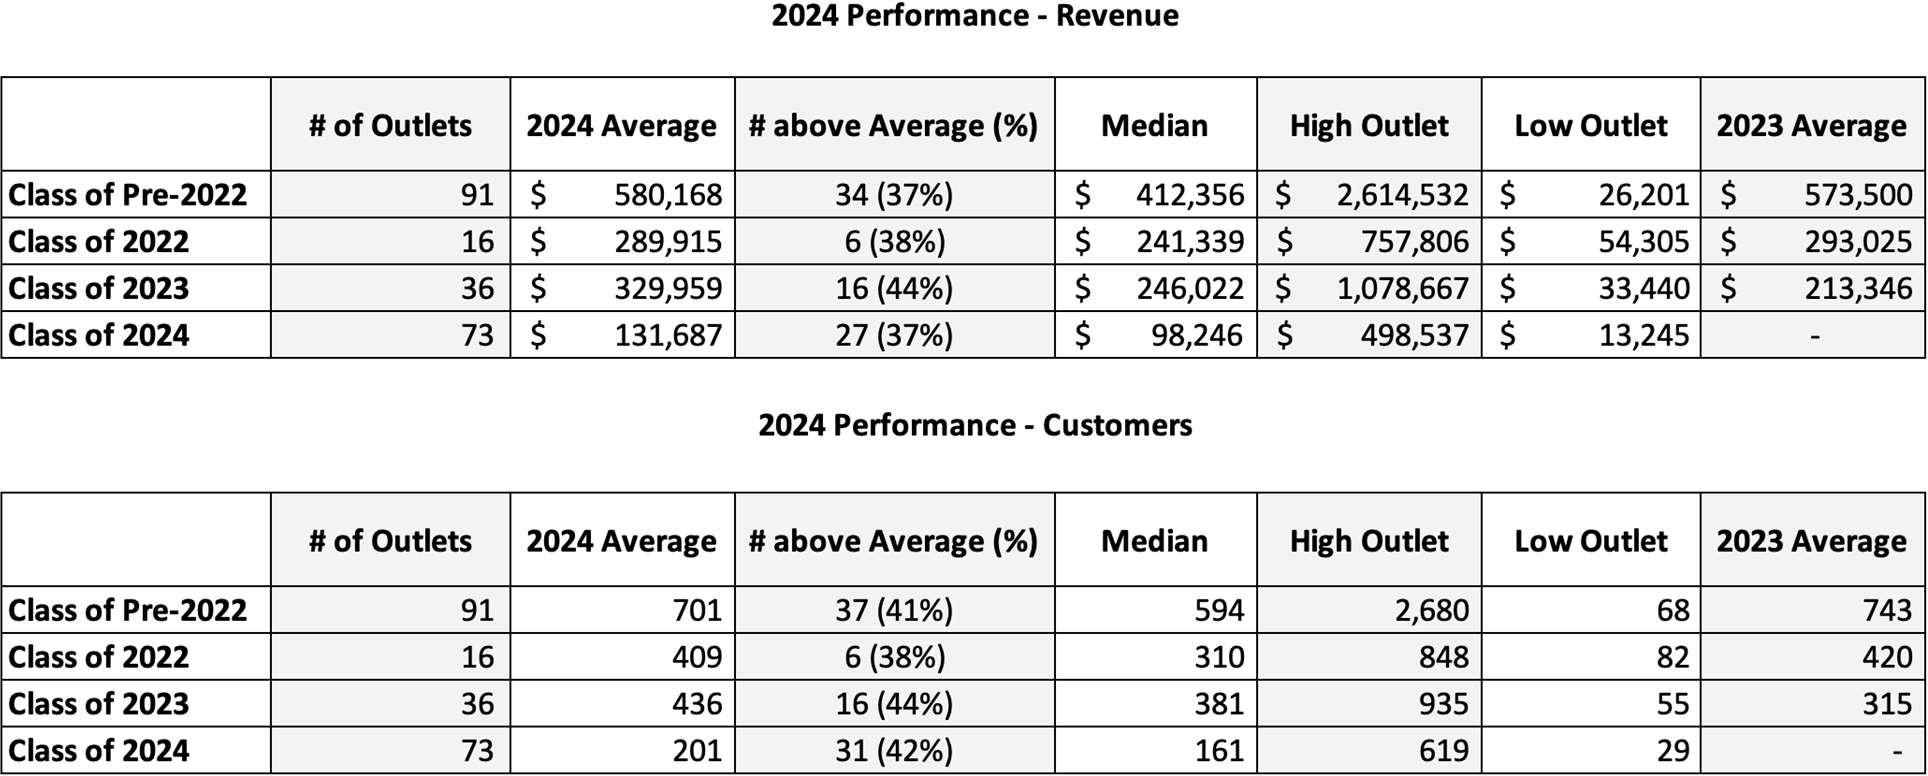 2024 Performance - Revenue
# of Outlets 2024 Average # above Average (%) Median High Outlet Low Outlet 2023 Average
Class of Pre-2022 91 $ 580,168 34 (37%) $ 412,356 $ 2,614,532 $ 26,201 $ 573,500
Class of 2022 16 $ 289,915 6 (38%) $ 241,339 $ 757,806 $ 54,305 $ 293,025
Class of 2023 36 $ 329,959 16 (44%) $ 246,022 $ 1,078,667 $ 33,440 $ 213,346
Class of 2024 73 $ 131,687 27 (37%) $ 98,246 $ 498,537 $ 13,245 -
2024 Performance - Customers
# of Outlets 2024 Average # above Average (%) Median High Outlet Low Outlet 2023 Average
Class of Pre-2022 91 701 37 (41%) 594 2,680 68 743
Class of 2022 16 409 6 (38%) 310 848 82 420
Class of 2023 36 436 16 (44%) 381 935 55 315
Class of 2024 73 201 31 (42%) 161 619 29 -